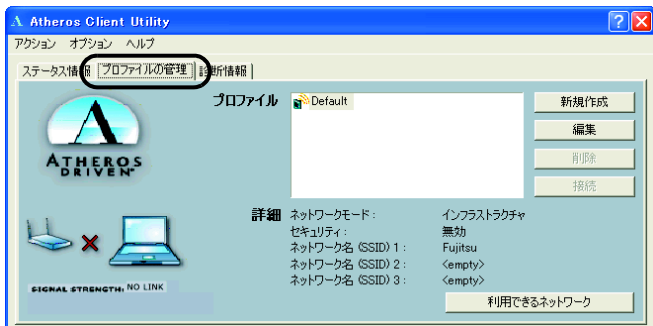 Atheros Client Utility
アクション オプション ヘルプ
ステータス情報 プロファイルの管理 診断情報
プロファイル
Default
新規作成
編集
削除
接続
ATHEROS
DRIVEN
詳細
ネットワークモード: インフラストラクチャ
セキュリティ: 無効
ネットワーク名 (SSID) 1: Fujitsu
ネットワーク名 (SSID) 2: <empty>
ネットワーク名 (SSID) 3: <empty>
SIGNAL STRENGTH: NO LINK
利用できるネットワーク